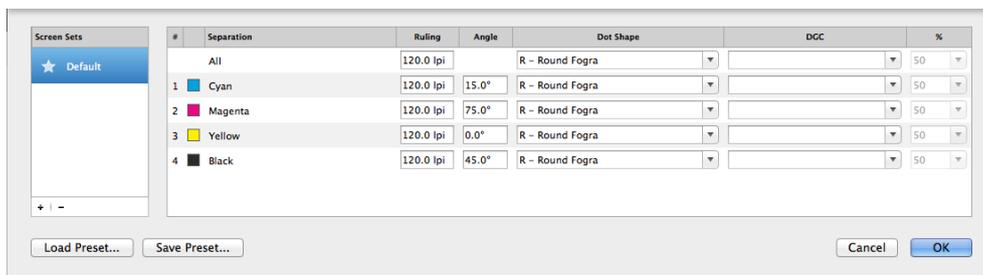 Screen Sets
Default
+ | -
# Separation Ruling Angle Dot Shape DGC %
All 120.0 lpi R – Round Fogra 50
1 Cyan 120.0 lpi 15.0° R – Round Fogra 50
2 Magenta 120.0 lpi 75.0° R – Round Fogra 50
3 Yellow 120.0 lpi 0.0° R – Round Fogra 50
4 Black 120.0 lpi 45.0° R – Round Fogra 50
Load Preset... Save Preset... Cancel OK